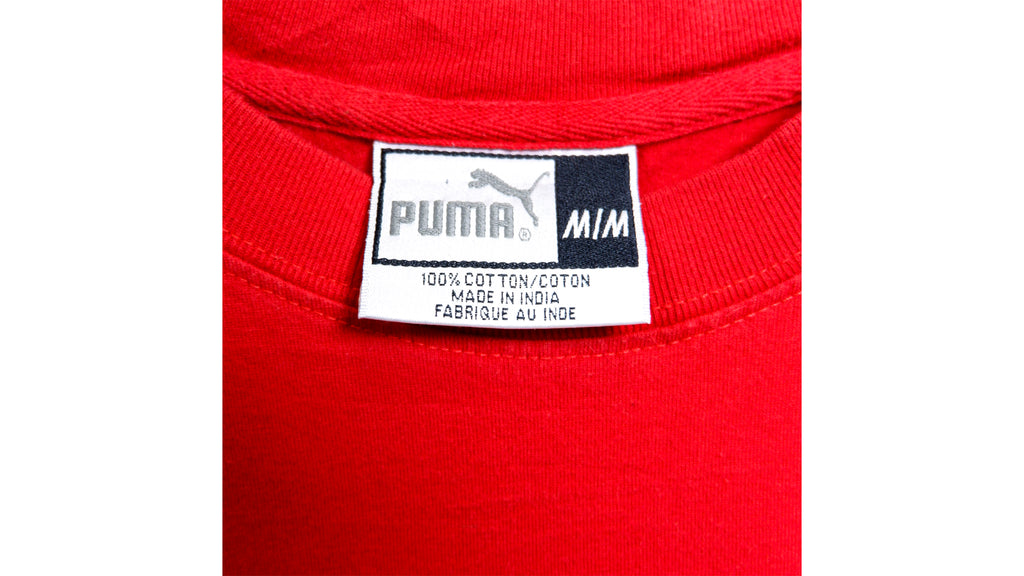 PUMA®
M/M
100% COTTON/COTON
MADE IN INDIA
FABRIQUE AU INDE